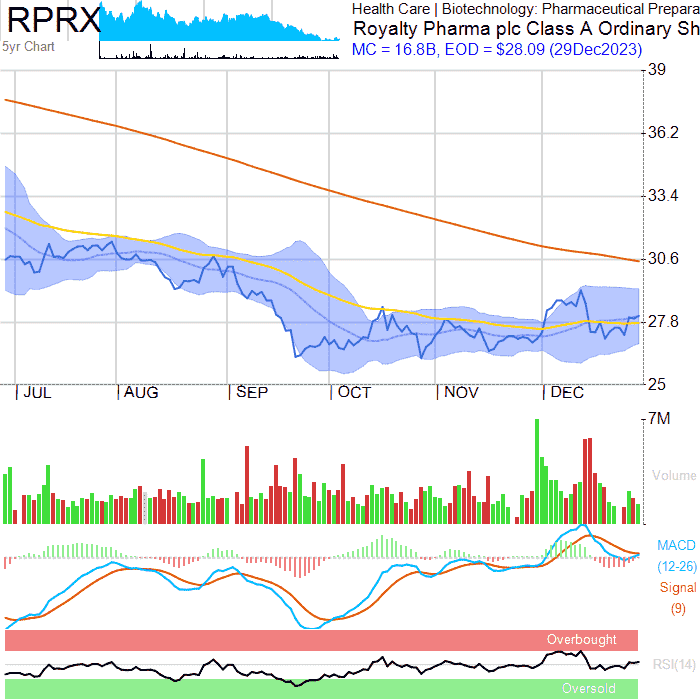 RPRX
5yr Chart
Health Care | Biotechnology: Pharmaceutical Prepara
Royalty Pharma plc Class A Ordinary Sh
MC = 16.8B, EOD = $28.09 (29Dec2023)
39
36.2
33.4
30.6
27.8
25
JUL AUG SEP OCT NOV DEC
7M
Volume
MACD
(12-26)
Signal
(9)
Overbought
RSI(14)
Oversold